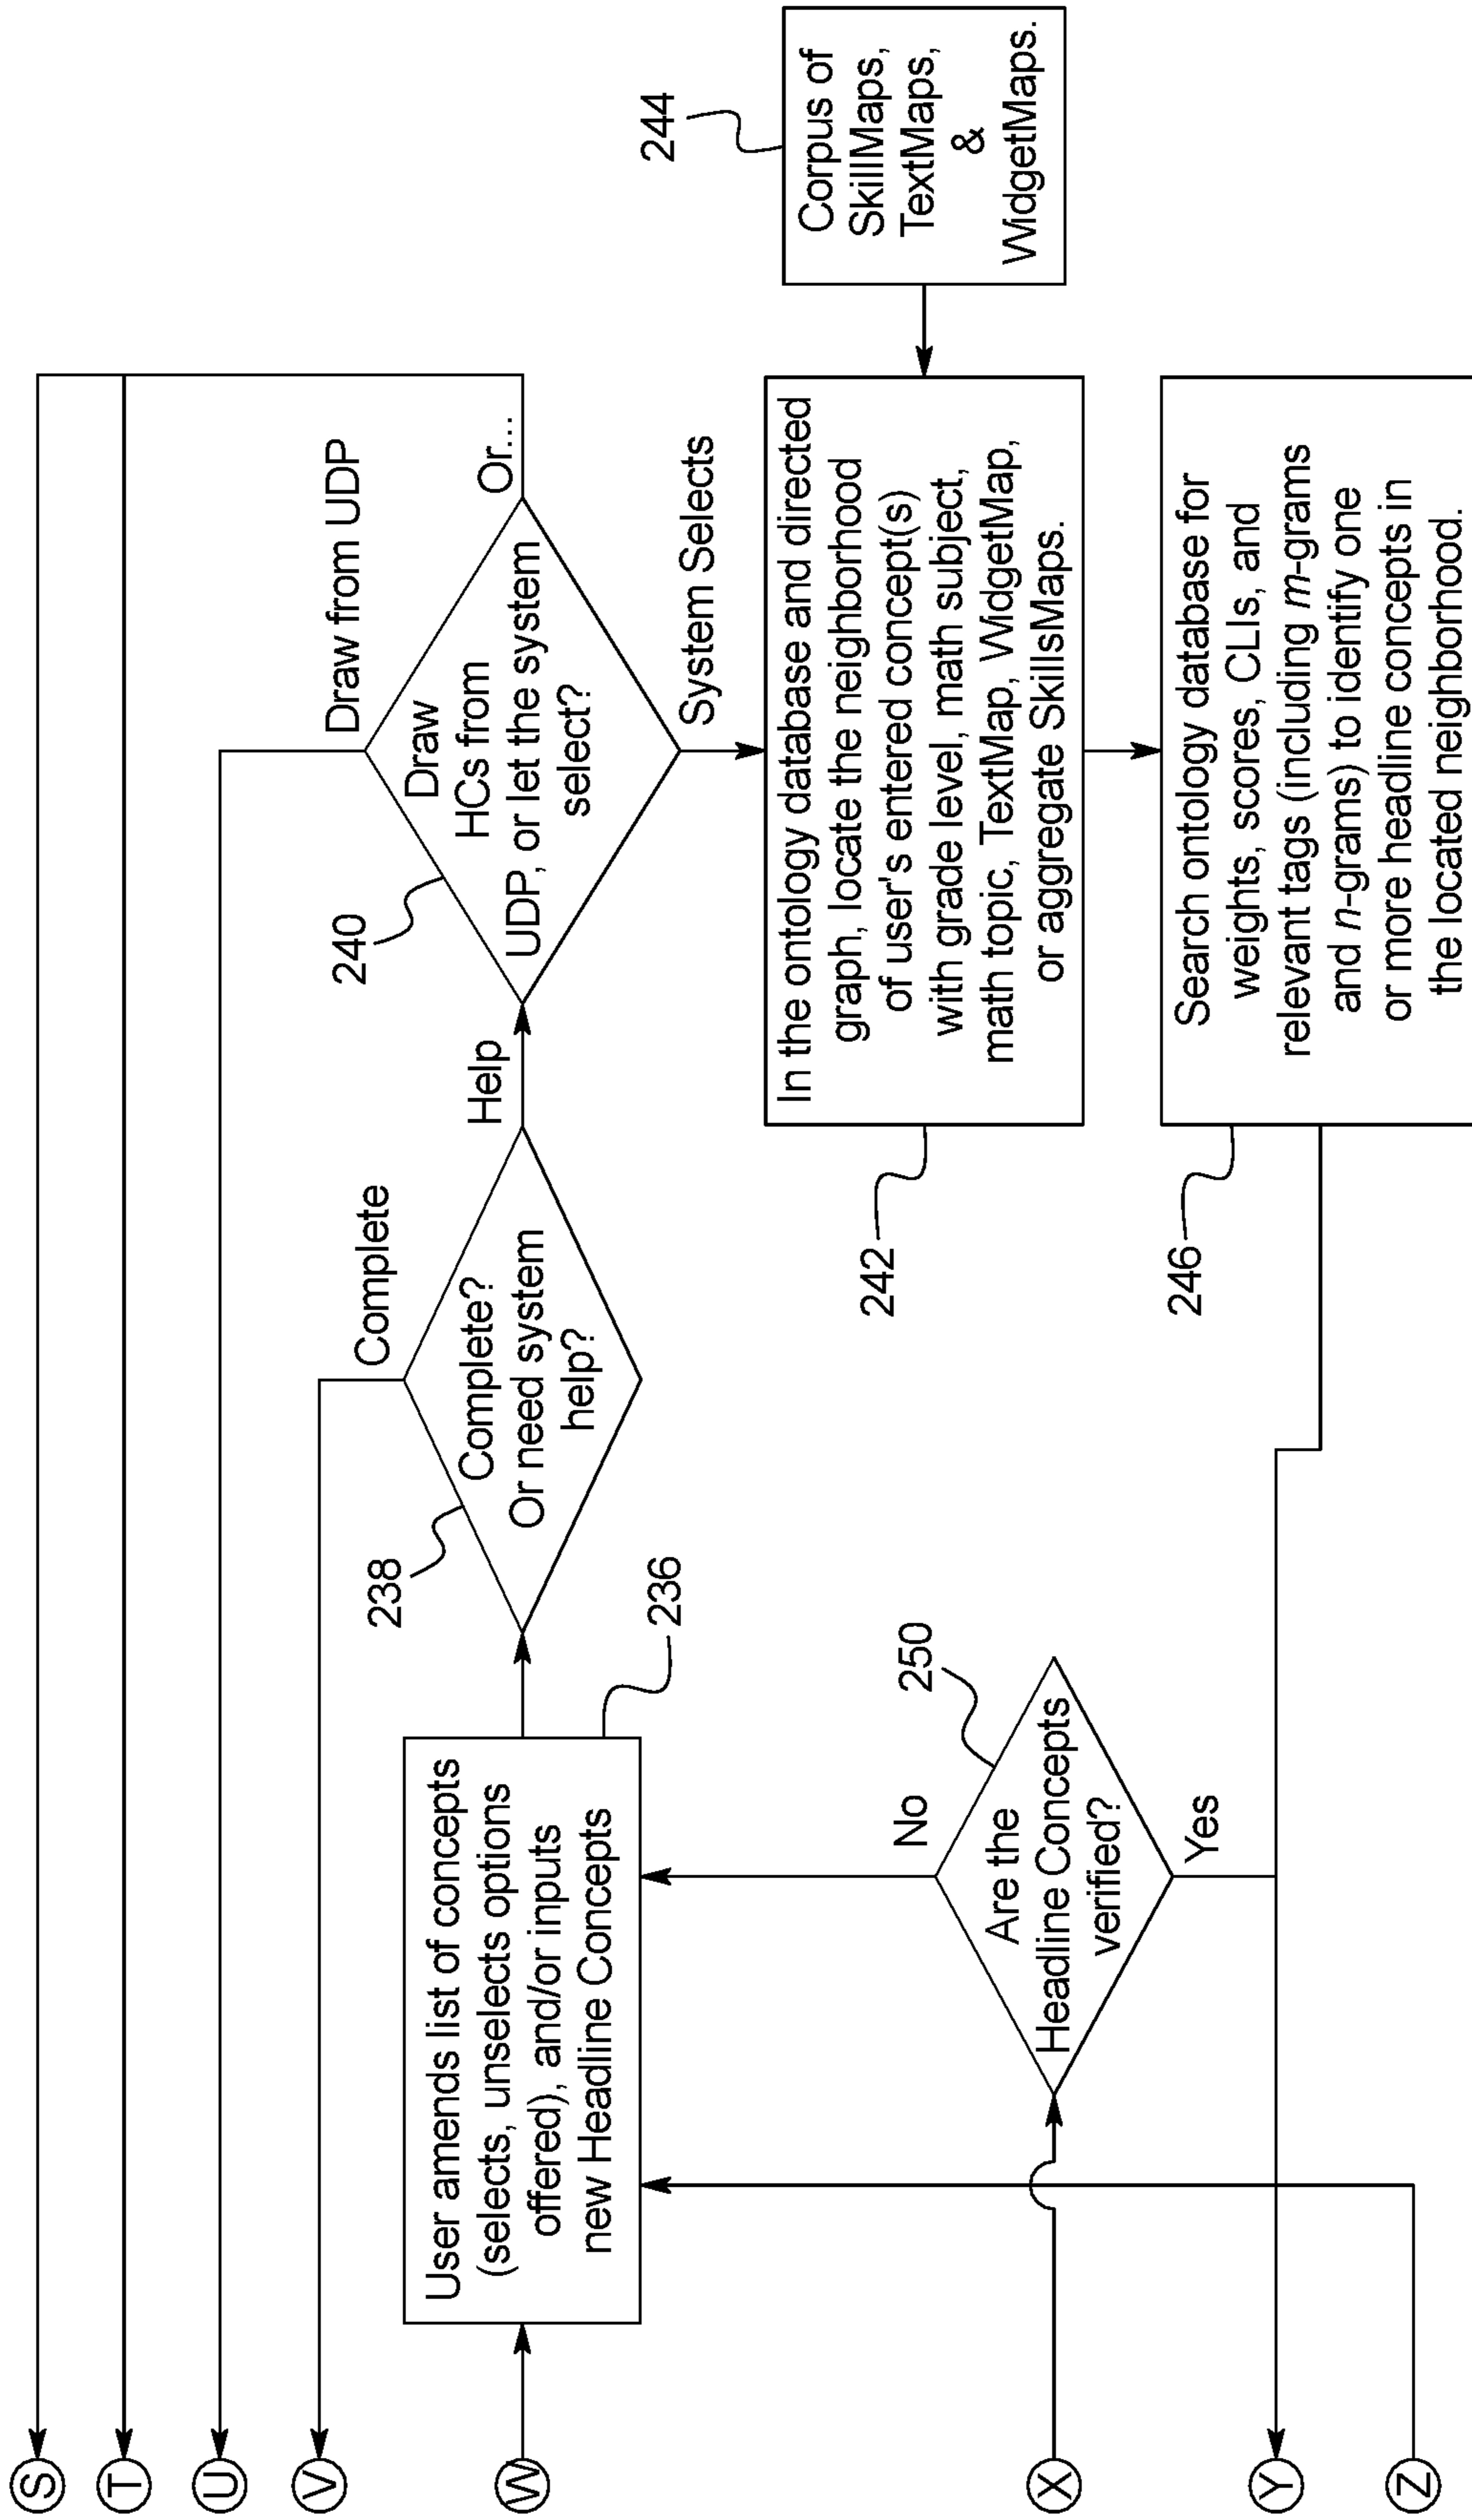 S
T
U
V
W
X
Y
Z
User amends list of concepts
(selects, unselects options
offered), and/or inputs
new Headline Concepts
236
238
Complete?
Or need system
help?
Complete
Help
240
Draw
HCs from
UDP, or let the system
select?
Draw from UDP
Or...
System Selects
244
Corpus of
SkillMaps,
TextMaps,
&
WidgetMaps.
242
In the ontology database and directed
graph, locate the neighborhood
of user's entered concept(s)
with grade level, math subject,
math topic, TextMap, WidgetMap,
or aggregate SkillsMaps.
246
Search ontology database for
weights, scores, CLIs, and
relevant tags (including m-grams
and n-grams) to identify one
or more headline concepts in
the located neighborhood.
250
Are the
Headline Concepts
verified?
No
Yes